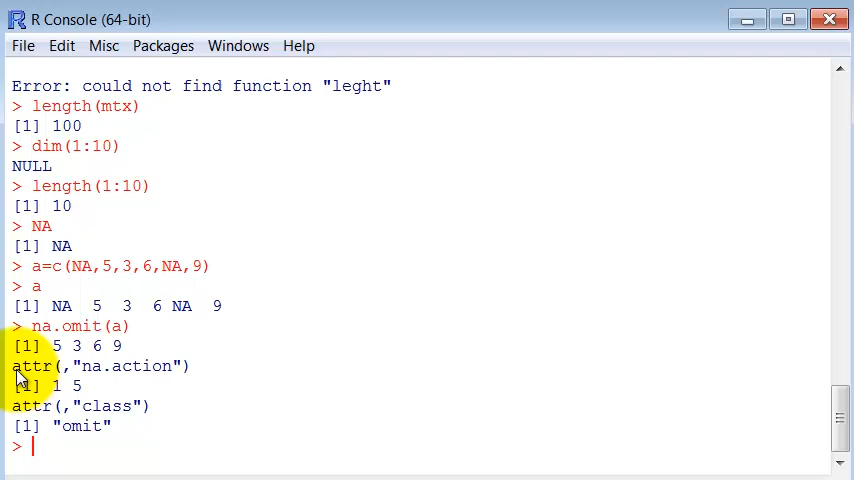 R Console (64-bit)
File Edit Misc Packages Windows Help
Error: could not find function "leght"
> length(mtx)
[1] 100
> dim(1:10)
NULL
> length(1:10)
[1] 10
> NA
[1] NA
> a=c(NA,5,3,6,NA,9)
> a
[1] NA  5  3  6 NA  9
> na.omit(a)
[1] 5 3 6 9
attr(,"na.action")
[1] 1 5
attr(,"class")
[1] "omit"
>